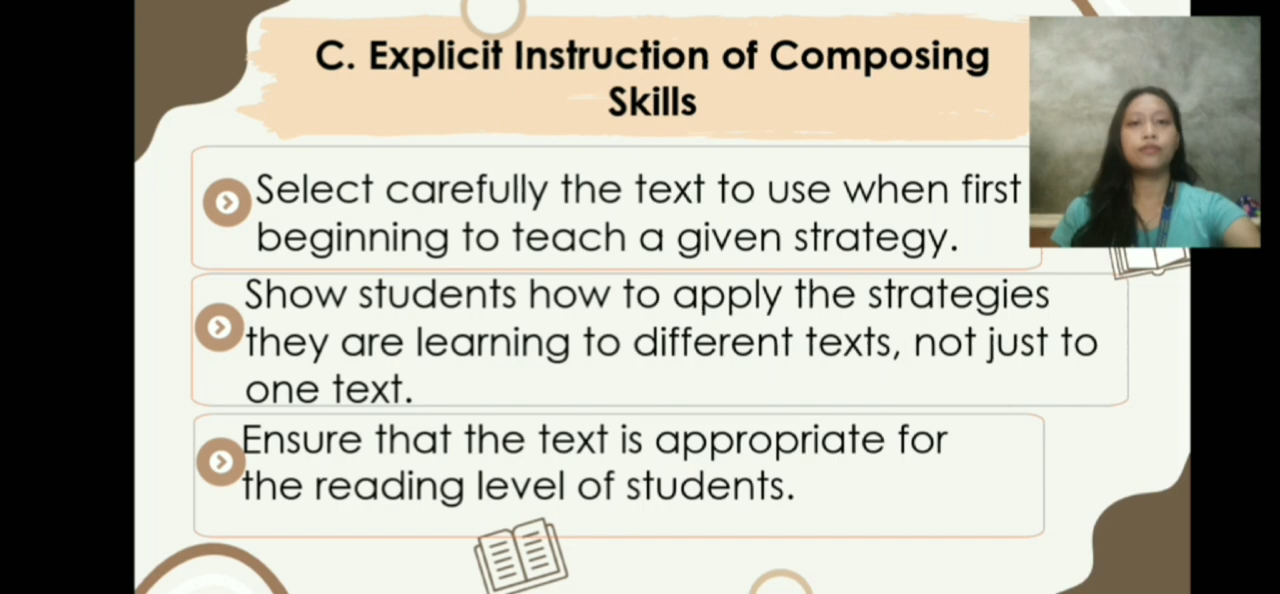 C. Explicit Instruction of Composing
Skills
Select carefully the text to use when first
beginning to teach a given strategy.
Show students how to apply the strategies
they are learning to different texts, not just to
one text.
Ensure that the text is appropriate for
the reading level of students.